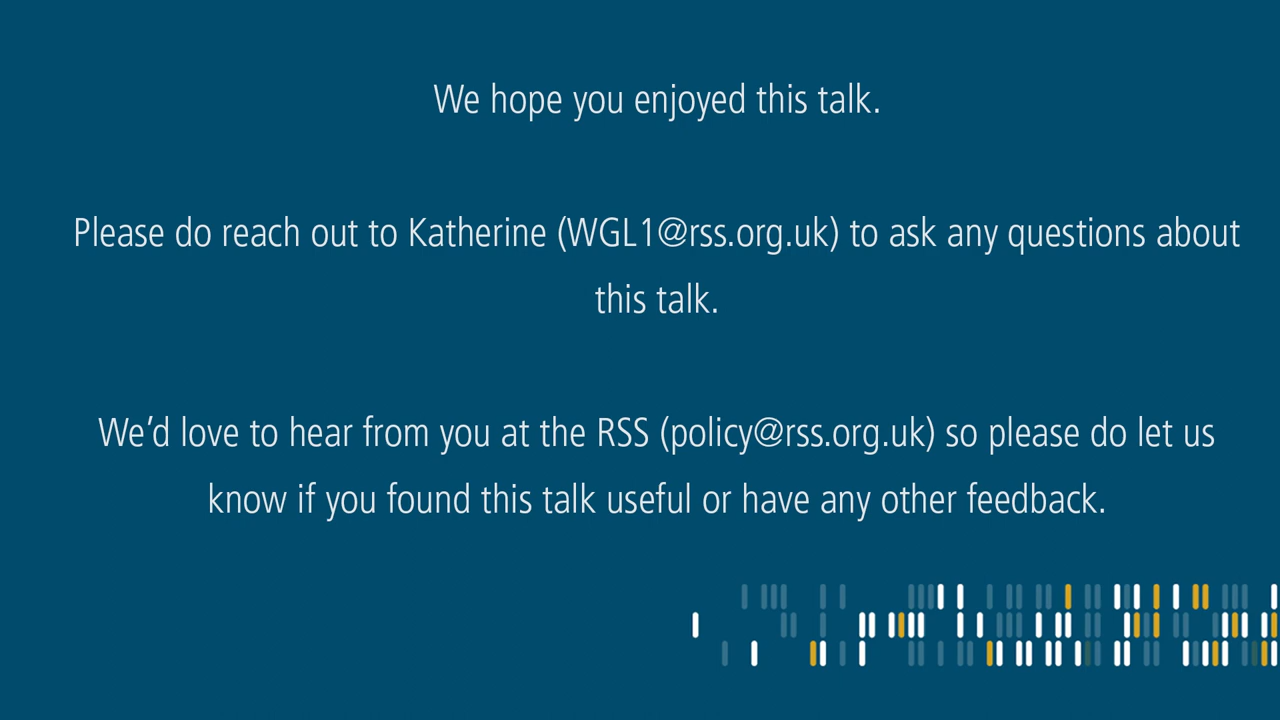 We hope you enjoyed this talk.
Please do reach out to Katherine (WGL1@rss.org.uk) to ask any questions about
this talk.
We’d love to hear from you at the RSS (policy@rss.org.uk) so please do let us
know if you found this talk useful or have any other feedback.